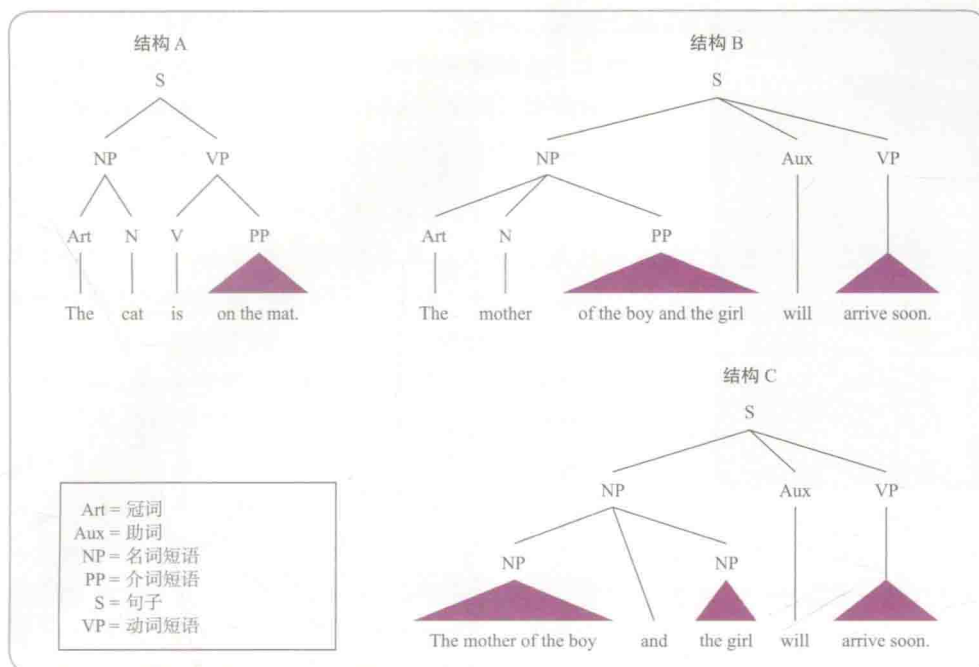 结构 A
S
NP VP
Art N V PP
The cat is on the mat.
结构 B
S
NP Aux VP
Art N PP
The mother of the boy and the girl will arrive soon.
结构 C
S
NP Aux VP
NP NP
The mother of the boy and the girl will arrive soon.
Art = 冠词
Aux = 助词
NP = 名词短语
PP = 介词短语
S = 句子
VP = 动词短语